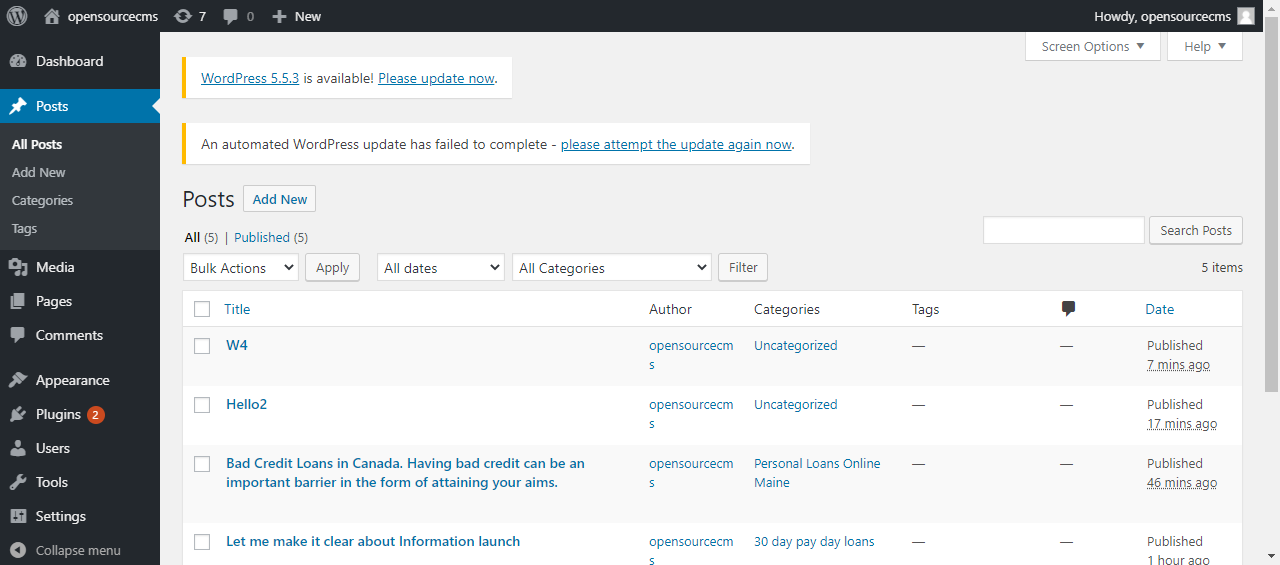 opensourcecms 7 0 New Howdy, opensourcecms
Dashboard
Posts
All Posts
Add New
Categories
Tags
Media
Pages
Comments
Appearance
Plugins 2
Users
Tools
Settings
Collapse menu
Screen Options Help
WordPress 5.5.3 is available! Please update now.
An automated WordPress update has failed to complete - please attempt the update again now.
Posts Add New
All (5) | Published (5)
Search Posts
Bulk Actions Apply All dates All Categories Filter 5 items
Title Author Categories Tags Date
W4 opensourcecm Uncategorized — — Published
s 7 mins ago
Hello2 opensourcecm Uncategorized — — Published
s 17 mins ago
Bad Credit Loans in Canada. Having bad credit can be an opensourcecm Personal Loans Online — — Published
important barrier in the form of attaining your aims. s Maine 46 mins ago
Let me make it clear about Information launch opensourcecm 30 day pay day loans — — Published
s 1 hour ago